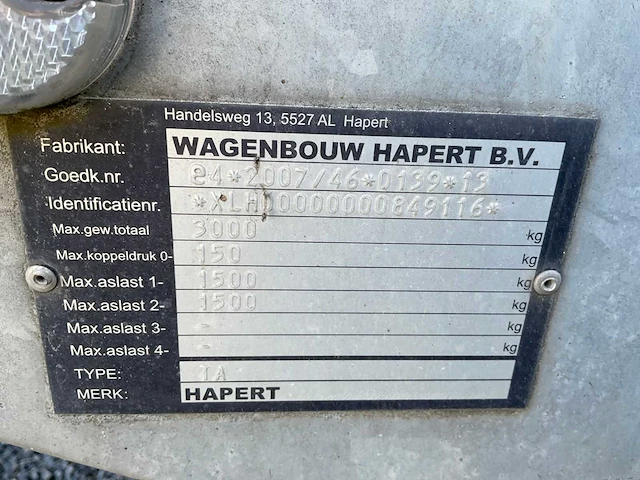 Handelsweg 13, 5527 AL Hapert
Fabrikant: WAGENBOUW HAPERT B.V.
Goedk.nr. e4*2007/46*0139*13
Identificatienr. *XLH00000000849116*
Max.gew.totaal 3000 kg
Max.koppeldruk 0- 150 kg
Max.aslast 1- 1500 kg
Max.aslast 2- 1500 kg
Max.aslast 3- - kg
Max.aslast 4- - kg
TYPE: IA
MERK: HAPERT